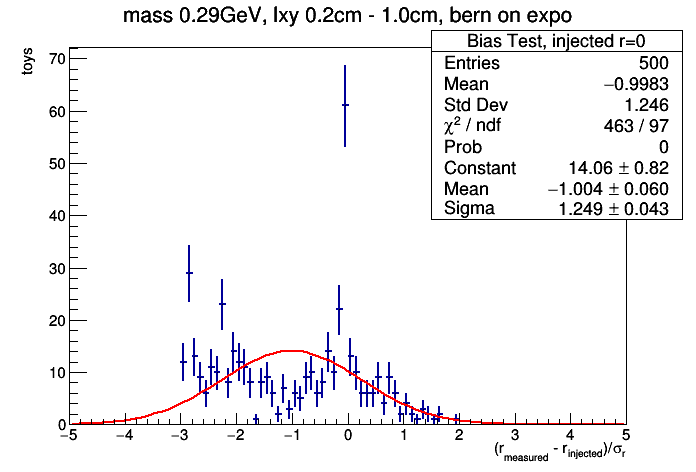 mass 0.29GeV, lxy 0.2cm - 1.0cm, bern on expo
Bias Test, injected r=0
Entries 500
Mean −0.9983
Std Dev 1.246
χ² / ndf 463 / 97
Prob 0
Constant 14.06 ± 0.82
Mean −1.004 ± 0.060
Sigma 1.249 ± 0.043
toys
70
60
50
40
30
20
10
0
−5 −4 −3 −2 −1 0 1 2 3 4 5
(r_measured - r_injected)/σ_r